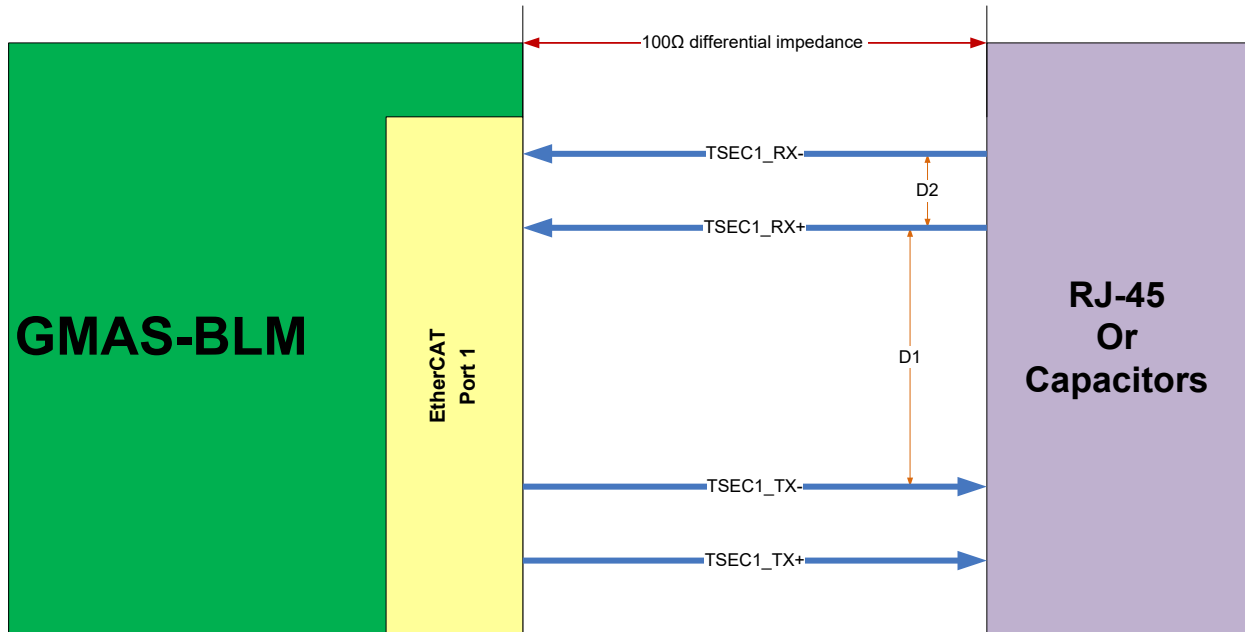 100Ω differential impedance
TSEC1_RX-
D2
TSEC1_RX+
GMAS-BLM
EtherCAT
Port 1
D1
RJ-45
Or
Capacitors
TSEC1_TX-
TSEC1_TX+